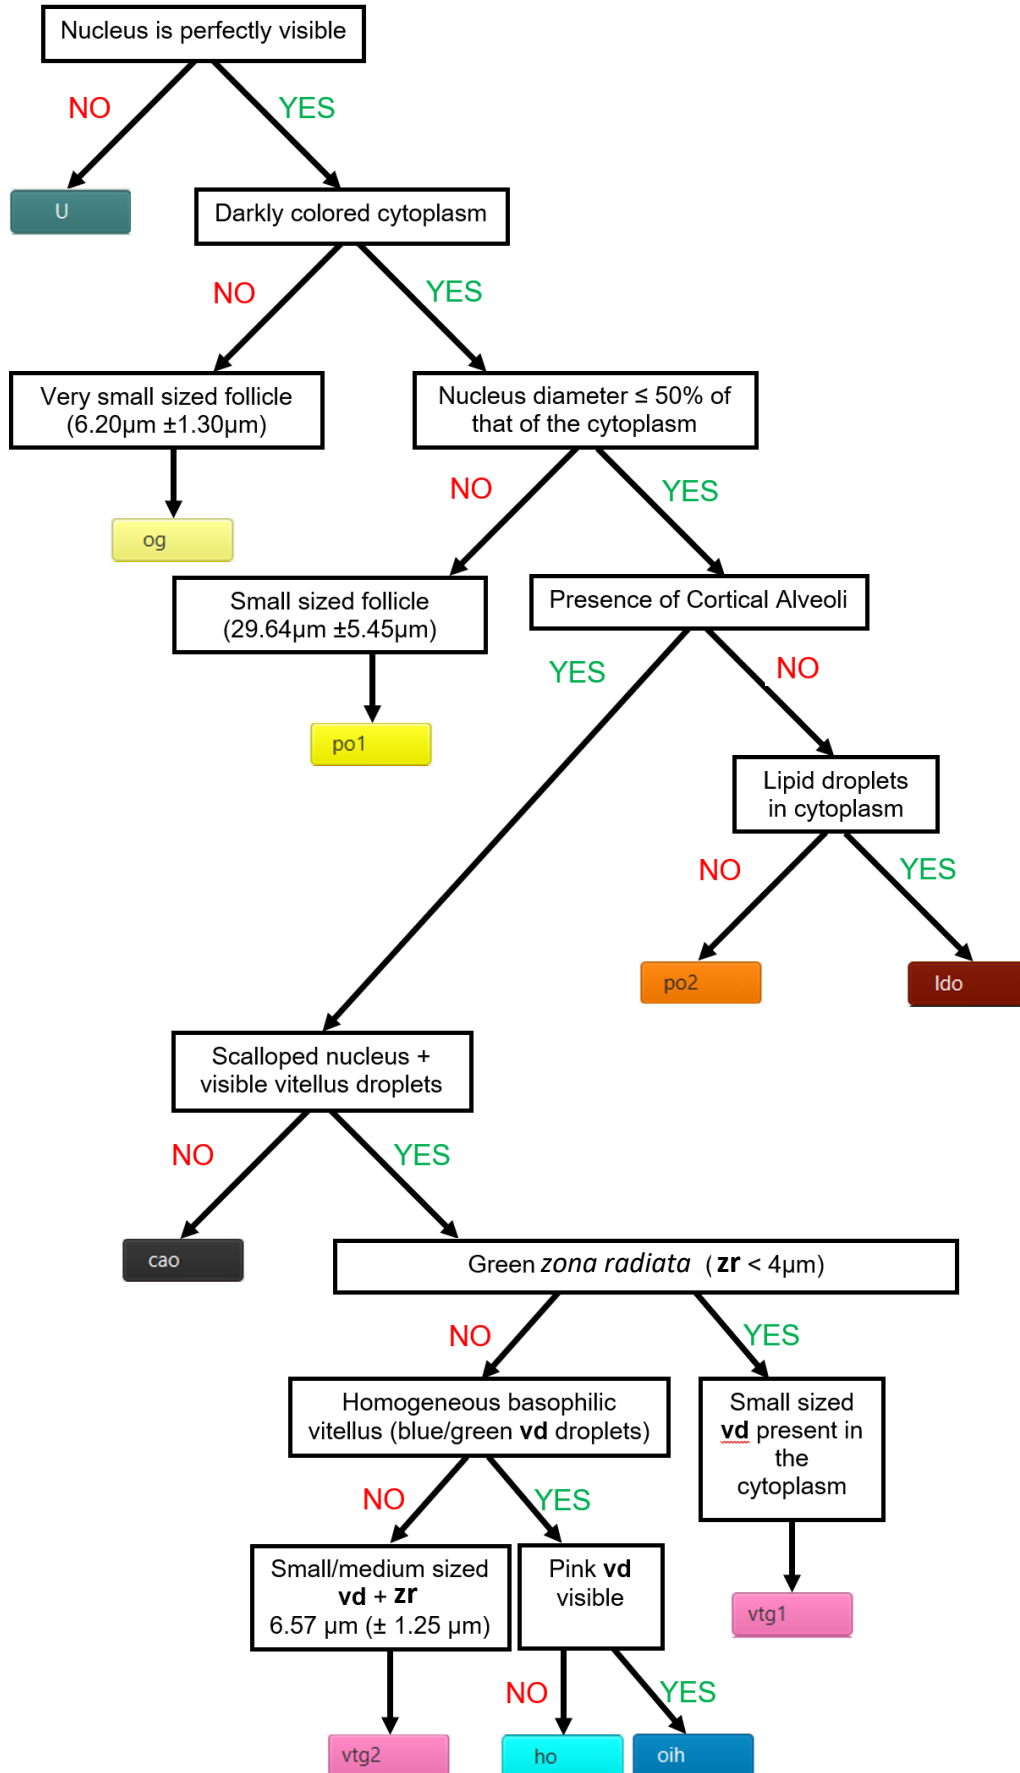 Nucleus is perfectly visible
NO
YES
U
Darkly colored cytoplasm
NO
YES
Very small sized follicle
(6.20µm ±1.30µm)
Nucleus diameter ≤ 50% of
that of the cytoplasm
NO
YES
og
Small sized follicle
(29.64µm ±5.45µm)
Presence of Cortical Alveoli
YES
NO
po1
Lipid droplets
in cytoplasm
NO
YES
po2
ldo
Scalloped nucleus +
visible vitellus droplets
NO
YES
cao
Green zona radiata ( zr < 4µm)
NO
YES
Homogeneous basophilic
vitellus (blue/green vd droplets)
Small sized
vd present in
the
cytoplasm
NO
YES
Small/medium sized
vd + zr
6.57 µm (± 1.25 µm)
Pink vd
visible
vtg1
NO
YES
vtg2
ho
oih